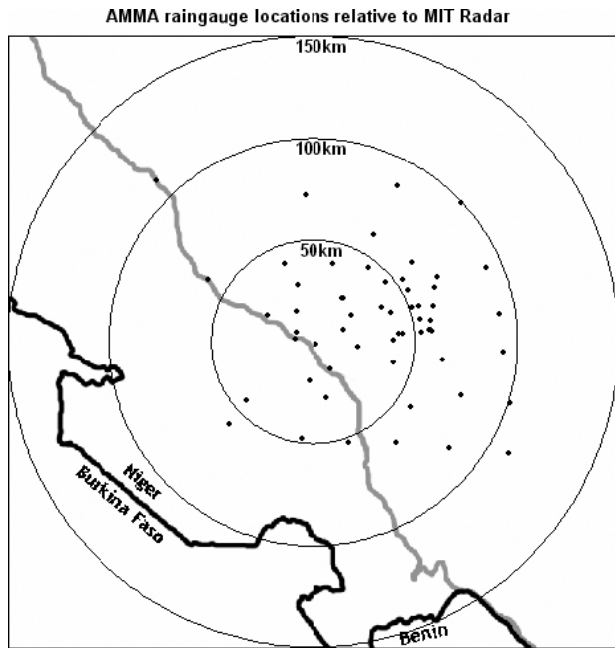 AMMA raingauge locations relative to MIT Radar
150km
100km
50km
Niger
Burkina Faso
Benin